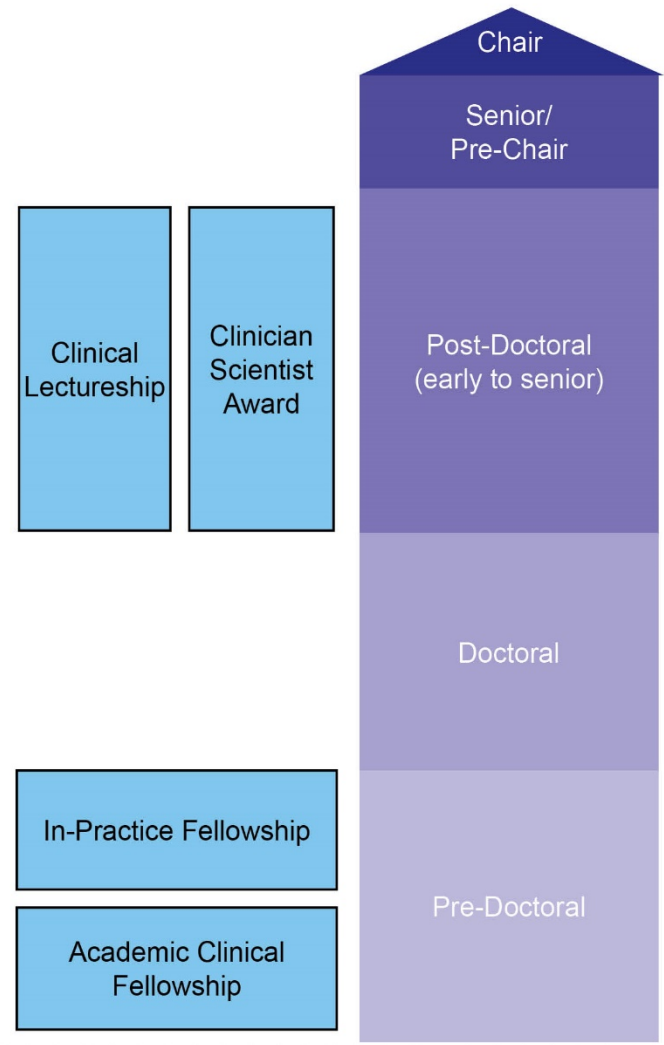 Chair
Senior/
Pre-Chair
Clinical
Lectureship
Clinician
Scientist
Award
Post-Doctoral
(early to senior)
Doctoral
In-Practice Fellowship
Pre-Doctoral
Academic Clinical
Fellowship